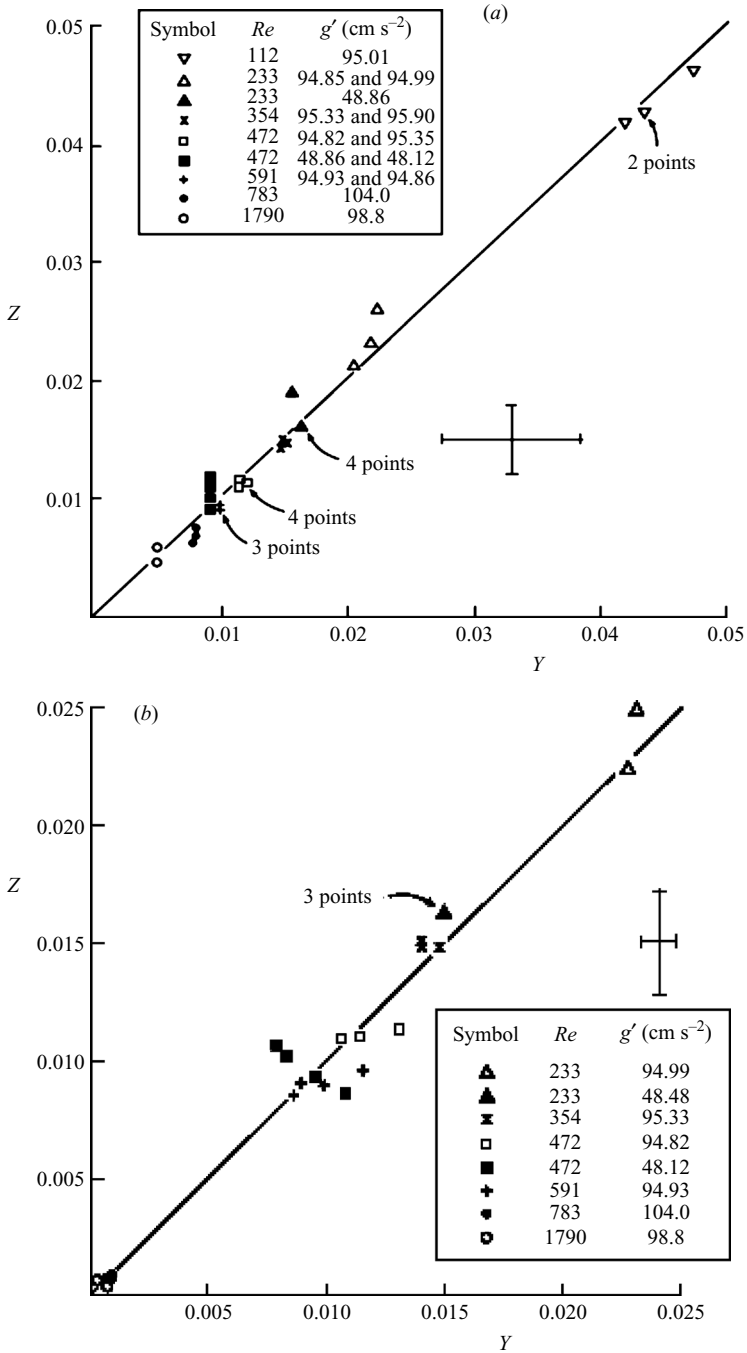 (a)
0.05
0.04
0.03
0.02
0.01
Z
Symbol Re g′ (cm s−2)
112 95.01
233 94.85 and 94.99
233 48.86
354 95.33 and 95.90
472 94.82 and 95.35
472 48.86 and 48.12
591 94.93 and 94.86
783 104.0
1790 98.8
2 points
4 points
4 points
3 points
0.01 0.02 0.03 0.04 0.05
Y
(b)
0.025
0.020
0.015
0.010
0.005
Z
3 points
Symbol Re g′ (cm s−2)
233 94.99
233 48.48
354 95.33
472 94.82
472 48.12
591 94.93
783 104.0
1790 98.8
0.005 0.010 0.015 0.020 0.025
Y